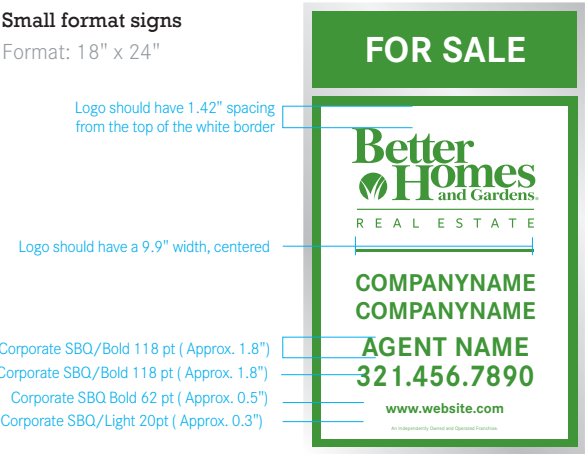 Small format signs
Format: 18" x 24"
FOR SALE
Logo should have 1.42" spacing
from the top of the white border
Better
Homes
and Gardens®
REAL ESTATE
Logo should have a 9.9" width, centered
COMPANYNAME
COMPANYNAME
Corporate SBQ/Bold 118 pt ( Approx. 1.8")
AGENT NAME
Corporate SBQ/Bold 118 pt ( Approx. 1.8")
321.456.7890
Corporate SBQ Bold 62 pt ( Approx. 0.5")
www.website.com
Corporate SBQ/Light 20pt ( Approx. 0.3")
An Independently Owned and Operated Franchise.